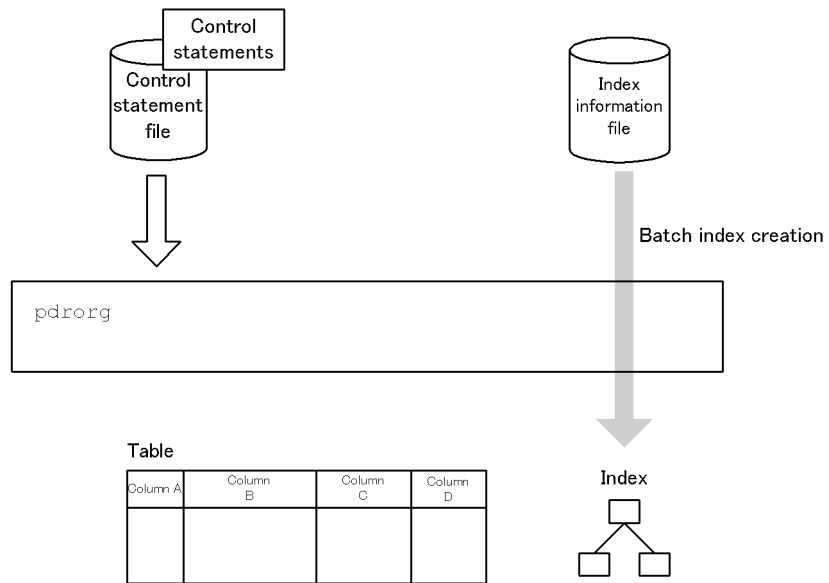 Control
statements
Control
statement
file
Index
information
file
Batch index creation
pdrorg
Table
Column A
Column
B
Column
C
Column
D
Index